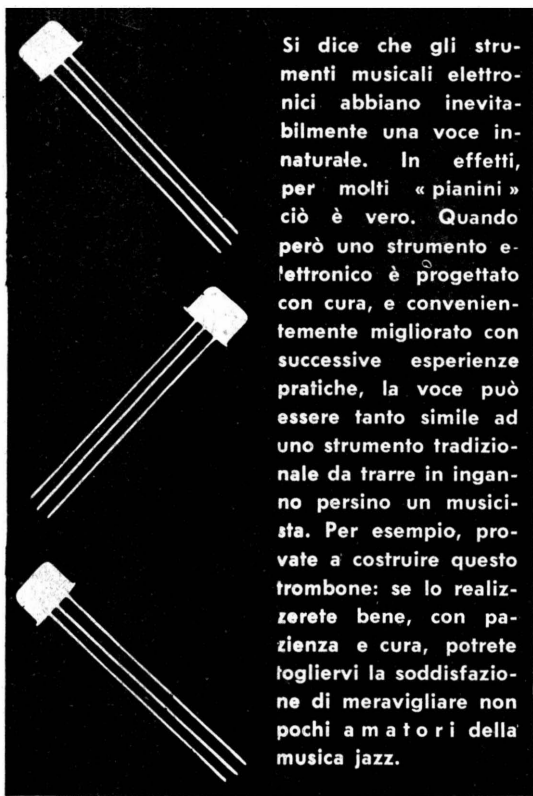 Si dice che gli stru-
menti musicali elettro-
nici abbiano inevita-
bilmente una voce in-
naturale. In effetti,
per molti « pianini »
ciò è vero. Quando
però uno strumento e-
lettronico è progettato
con cura, e convenien-
temente migliorato con
successive esperienze
pratiche, la voce può
essere tanto simile ad
uno strumento tradizio-
nale da trarre in ingan-
no persino un musici-
sta. Per esempio, pro-
vate a costruire questo
trombone: se lo realiz-
zerete bene, con pa-
zienza e cura, potrete
togliervi la soddisfazio-
ne di meravigliare non
pochi amatori della
musica jazz.